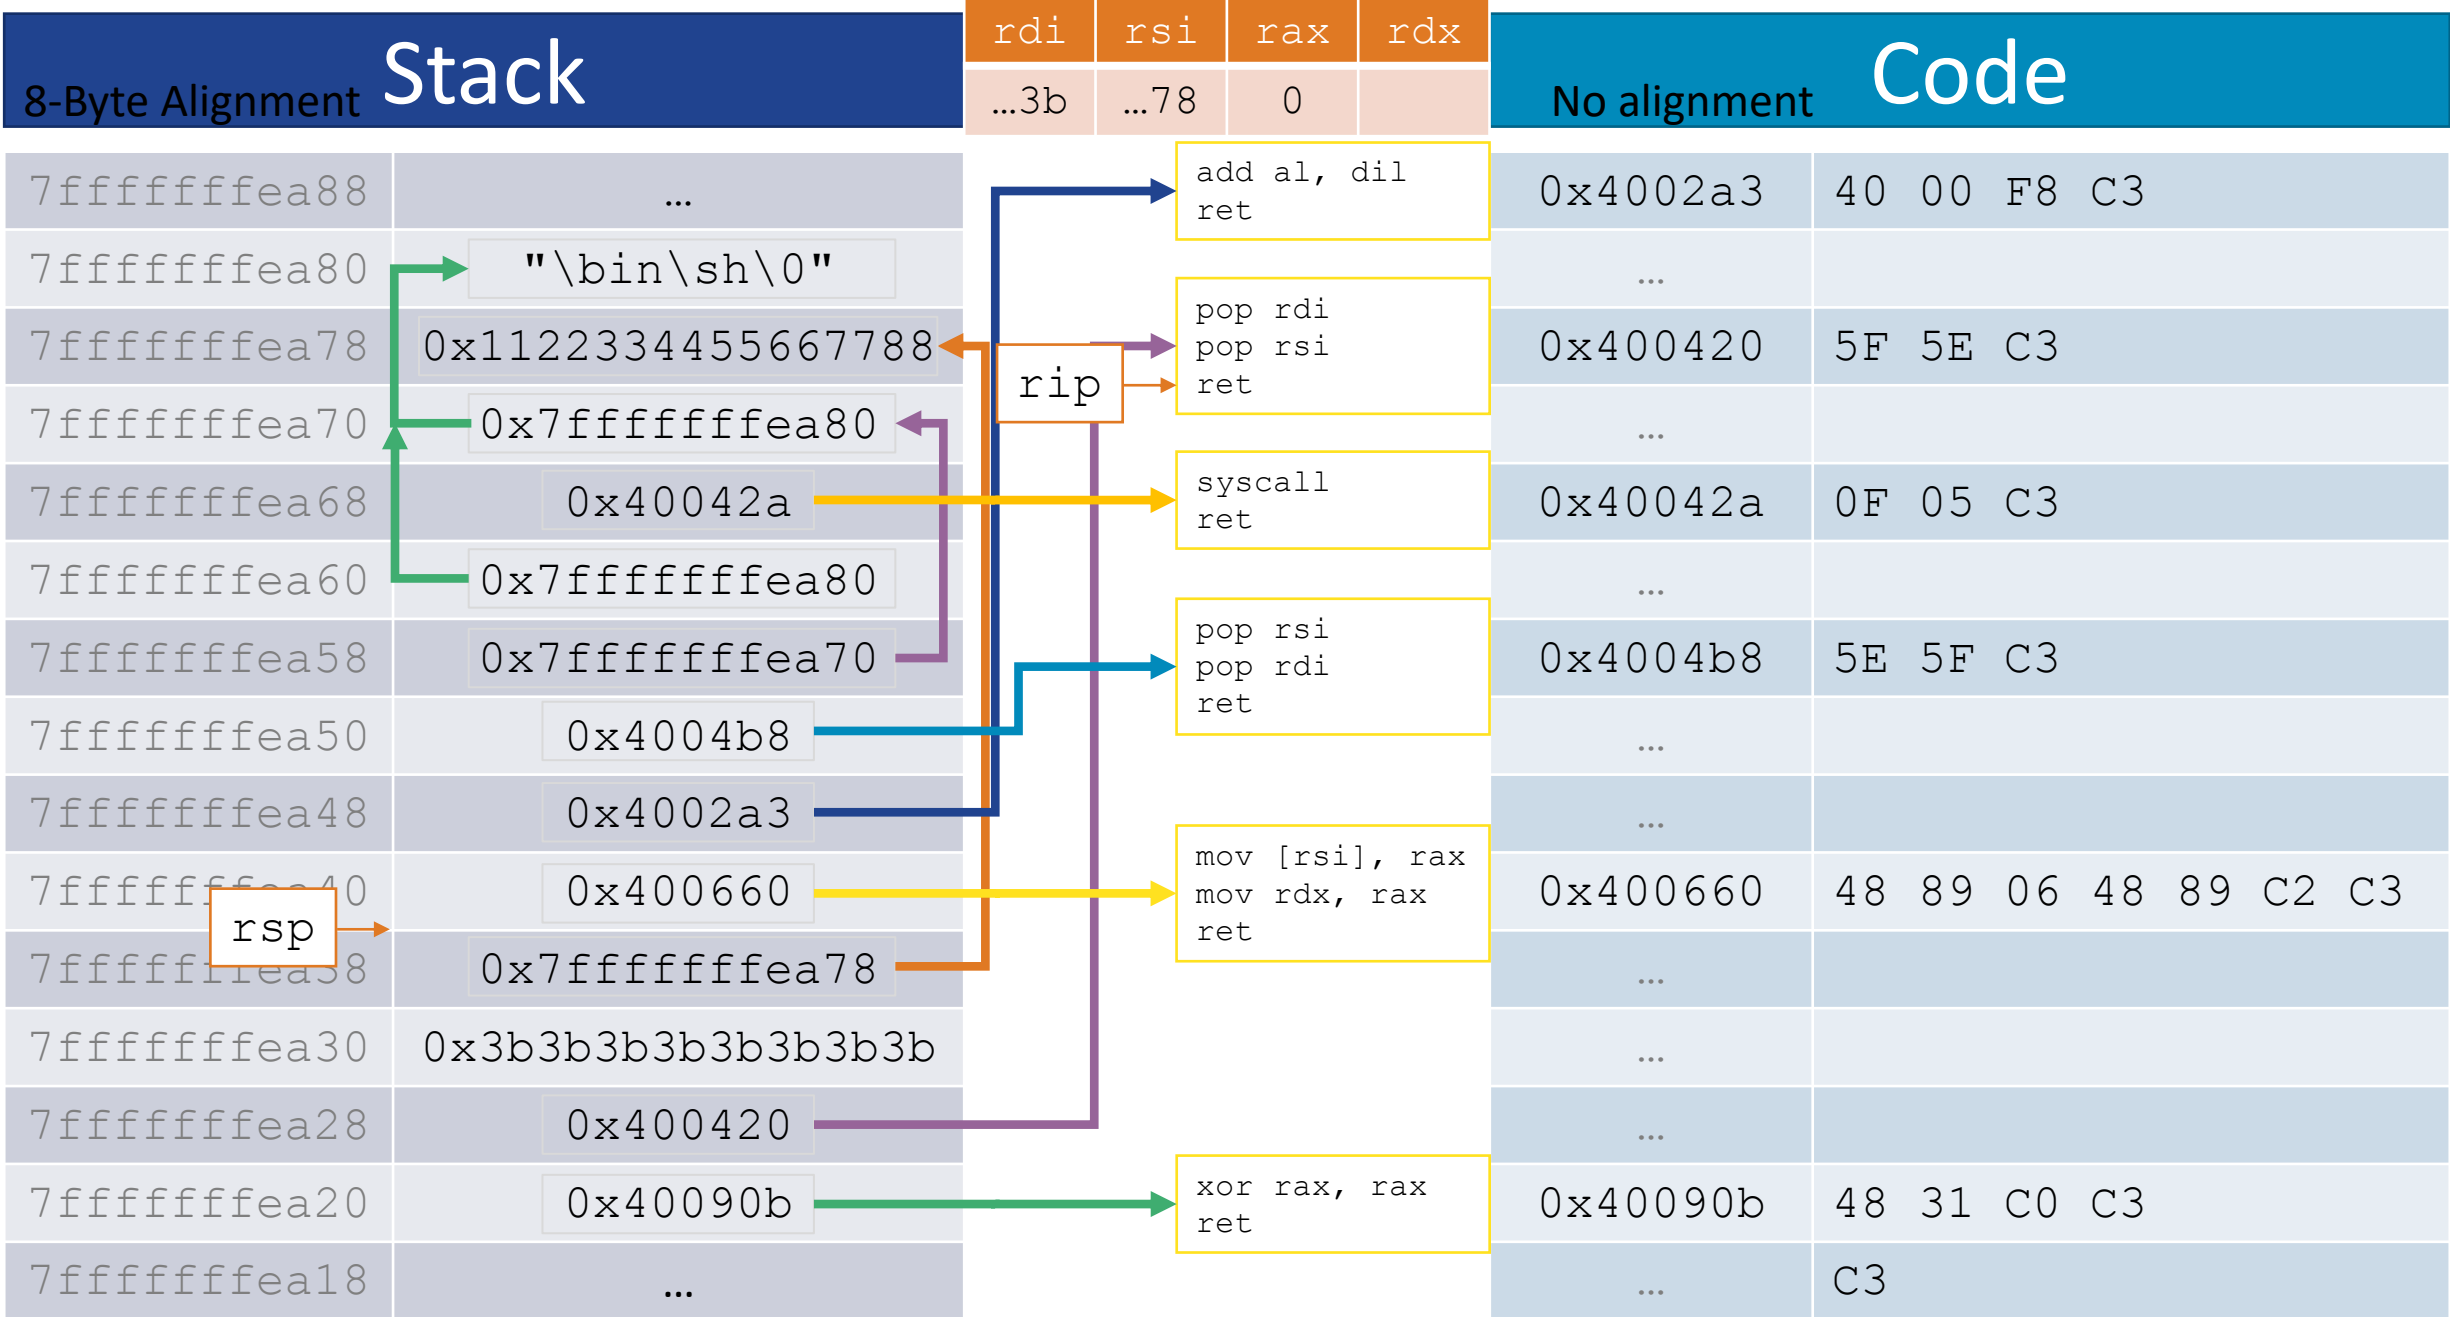 Stack
8-Byte Alignment
rdi rsi rax rdx
…3b …78 0
Code
No alignment
7fffffffea88 …
7fffffffea80 "\bin\sh\0"
7fffffffea78 0x1122334455667788
7fffffffea70 0x7fffffffea80
7fffffffea68 0x40042a
7fffffffea60 0x7fffffffea80
7fffffffea58 0x7fffffffea70
7fffffffea50 0x4004b8
7fffffffea48 0x4002a3
7fffffffea40 0x400660
rsp
7fffffffea38 0x7fffffffea78
7fffffffea30 0x3b3b3b3b3b3b3b3b
7fffffffea28 0x400420
7fffffffea20 0x40090b
7fffffffea18 …
add al, dil
ret
pop rdi
pop rsi
ret
rip
syscall
ret
pop rsi
pop rdi
ret
mov [rsi], rax
mov rdx, rax
ret
xor rax, rax
ret
0x4002a3 40 00 F8 C3
…
0x400420 5F 5E C3
…
0x40042a 0F 05 C3
…
0x4004b8 5E 5F C3
…
…
0x400660 48 89 06 48 89 C2 C3
…
…
…
0x40090b 48 31 C0 C3
… C3